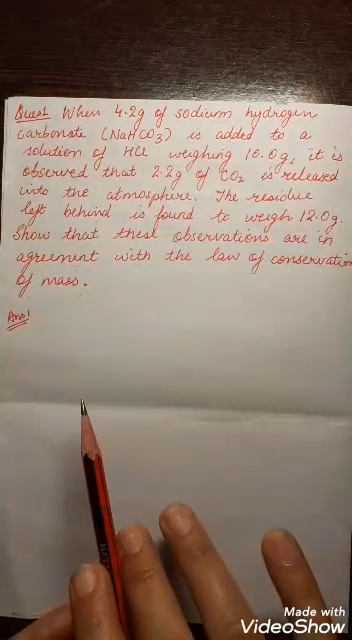 Ques! When 4.2g of sodium hydrogen
carbonate (NaHCO3) is added to a
solution of HCl weighing 10.0g, it is
observed that 2.2g of CO2 is released
into the atmosphere. The residue
left behind is found to weigh 12.0g.
Show that these observations are in
agreement with the law of conservation
of mass.
Ans!
Made with
VideoShow